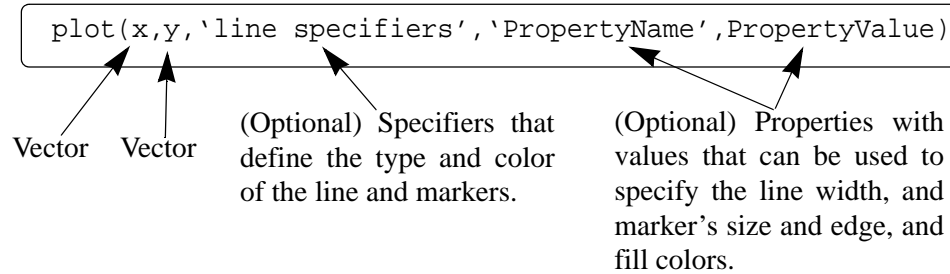 plot(x,y,‘line specifiers’,‘PropertyName’,PropertyValue)
Vector Vector
(Optional) Specifiers that
define the type and color
of the line and markers.
(Optional) Properties with
values that can be used to
specify the line width, and
marker’s size and edge, and
fill colors.